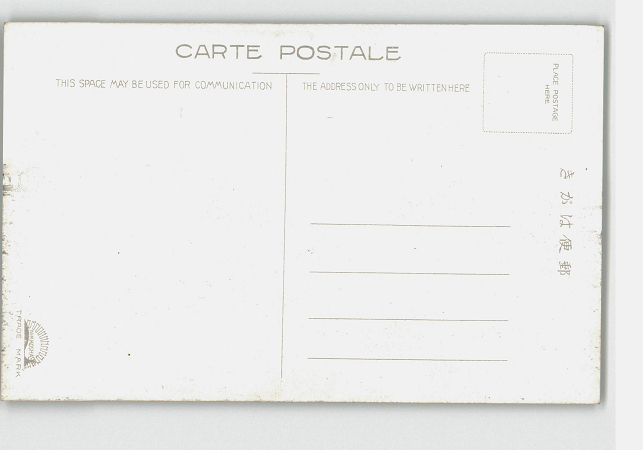 CARTE POSTALE
THIS SPACE MAY BE USED FOR COMMUNICATION
THE ADDRESS ONLY TO BE WRITTEN HERE
PLACE POSTAGE
HERE
きがは便郵
TRADE MARK